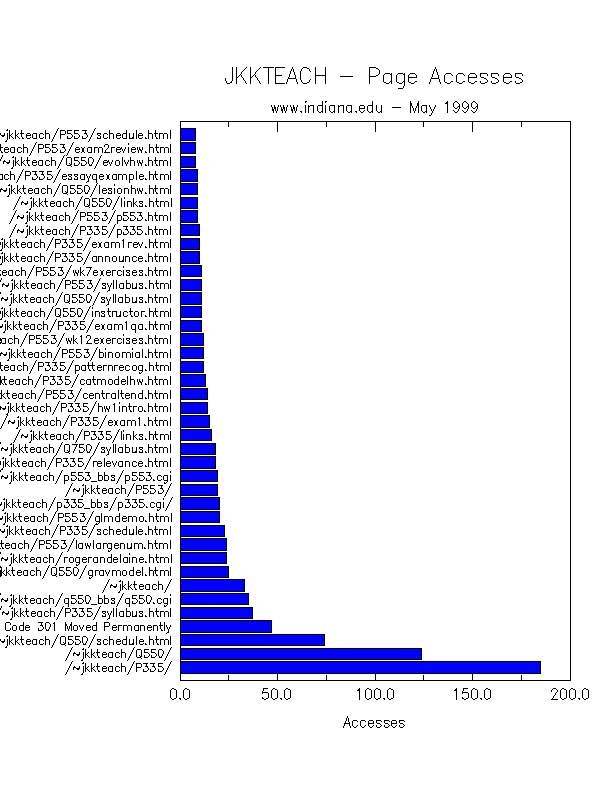 JKKTEACH – Page Accesses
www.indiana.edu – May 1999
~jkkteach/P553/schedule.html
teach/P553/exam2review.html
/~jkkteach/Q550/evolvhw.html
ach/P335/essayqexample.html
~jkkteach/Q550/lesionhw.html
/~jkkteach/Q550/links.html
/~jkkteach/P553/p553.html
/~jkkteach/P335/p335.html
~jkkteach/P335/exam1rev.html
~jkkteach/P335/announce.html
teach/P553/wk7exercises.html
/~jkkteach/P553/syllabus.html
/~jkkteach/Q550/syllabus.html
~jkkteach/Q550/instructor.html
~jkkteach/P335/exam1qa.html
ach/P553/wk12exercises.html
~jkkteach/P553/binomial.html
kteach/P335/patternrecog.html
kteach/P335/catmodelhw.html
kteach/P553/centraltend.html
~jkkteach/P335/hw1intro.html
/~jkkteach/P335/exam1.html
/~jkkteach/P335/links.html
/~jkkteach/Q750/syllabus.html
jkkteach/P335/relevance.html
/~jkkteach/p553_bbs/p553.cgi
/~jkkteach/P553/
~jkkteach/p335_bbs/p335.cgi/
~jkkteach/P553/glmdemo.html
~jkkteach/P335/schedule.html
teach/P553/lawlargenum.html
~jkkteach/rogerandelaine.html
kkteach/Q550/gravmodel.html
/~jkkteach/
/~jkkteach/q550_bbs/q550.cgi
/~jkkteach/P335/syllabus.html
Code 301 Moved Permanently
~jkkteach/Q550/schedule.html
/~jkkteach/Q550/
/~jkkteach/P335/
0.0 50.0 100.0 150.0 200.0
Accesses